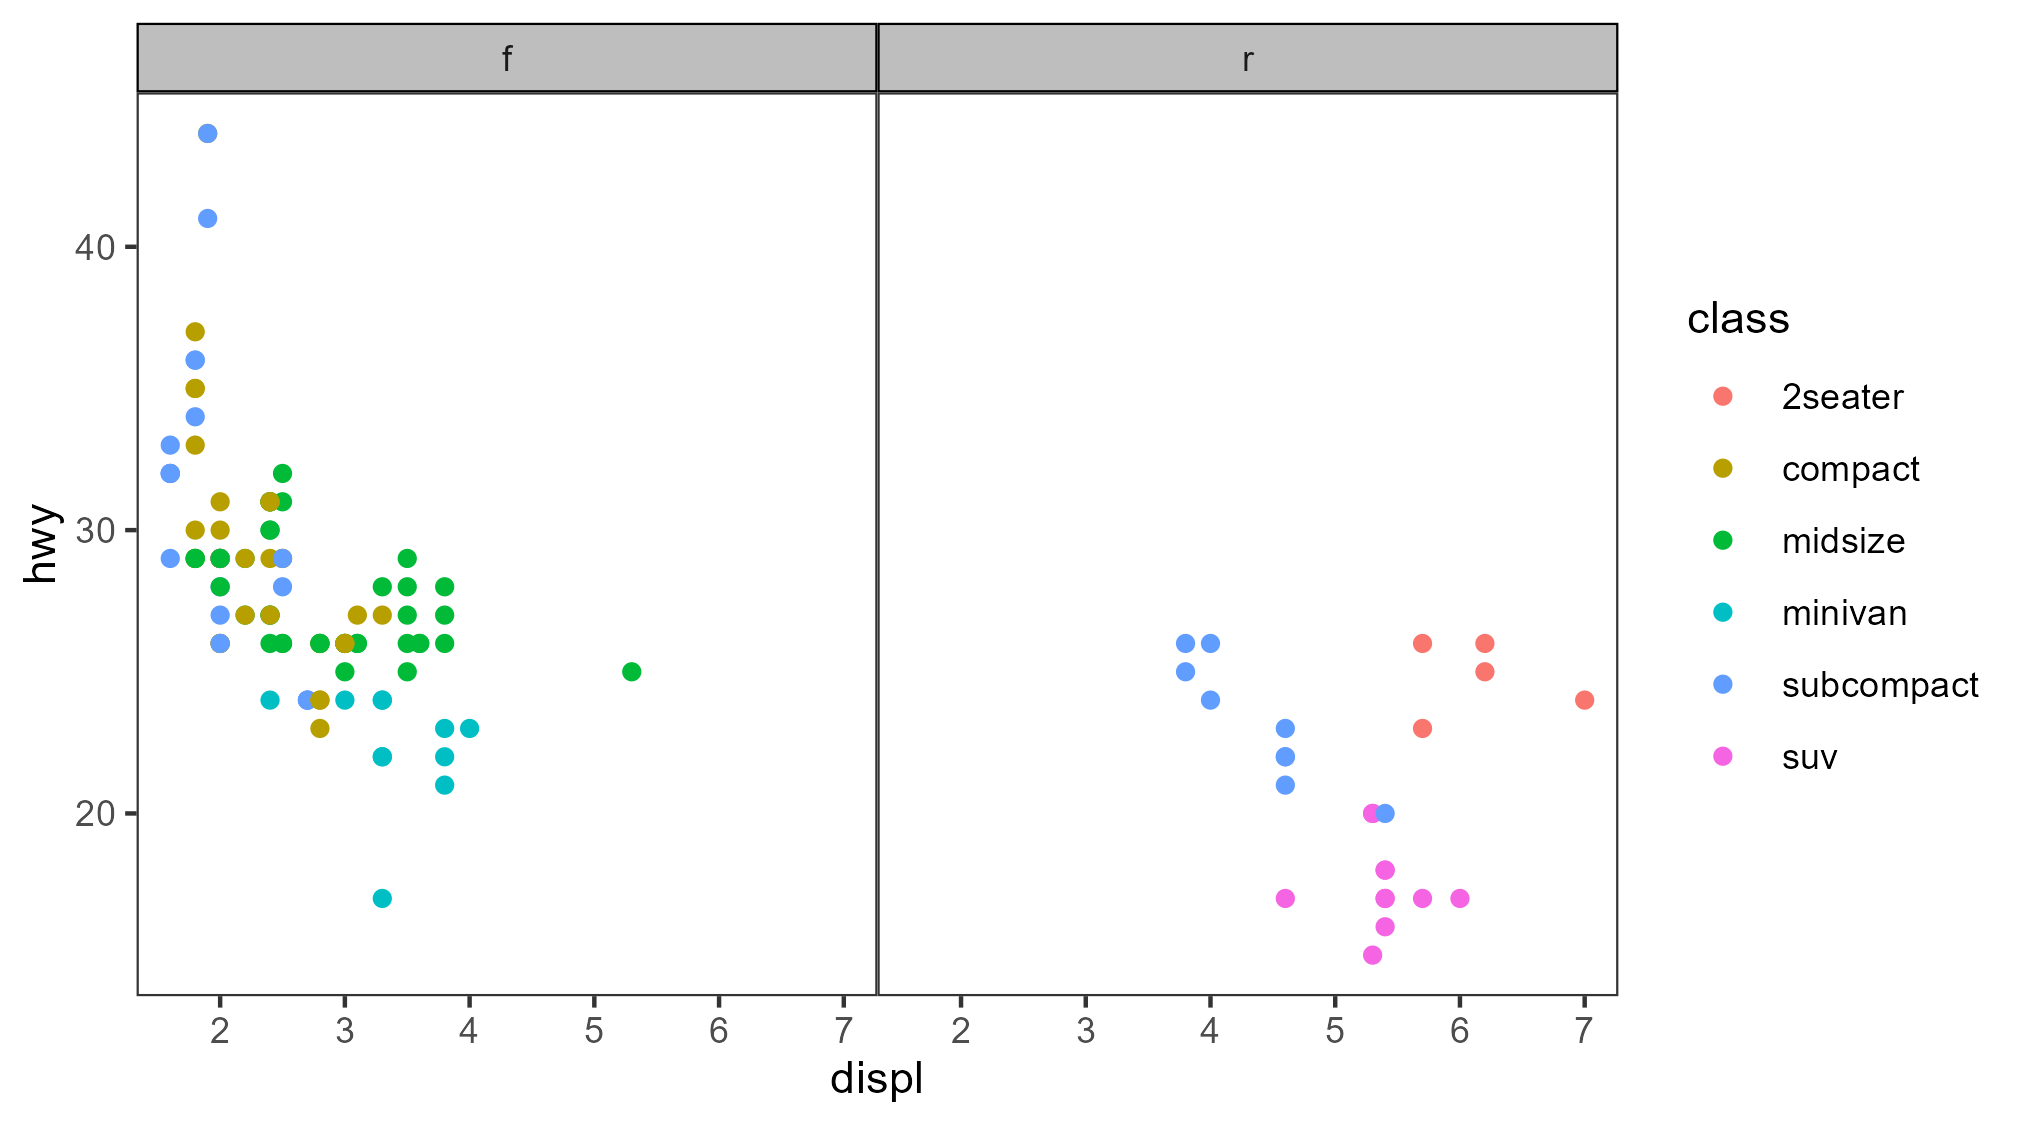 f
r
40
30
20
hwy
2 3 4 5 6 7
2 3 4 5 6 7
displ
class
2seater
compact
midsize
minivan
subcompact
suv